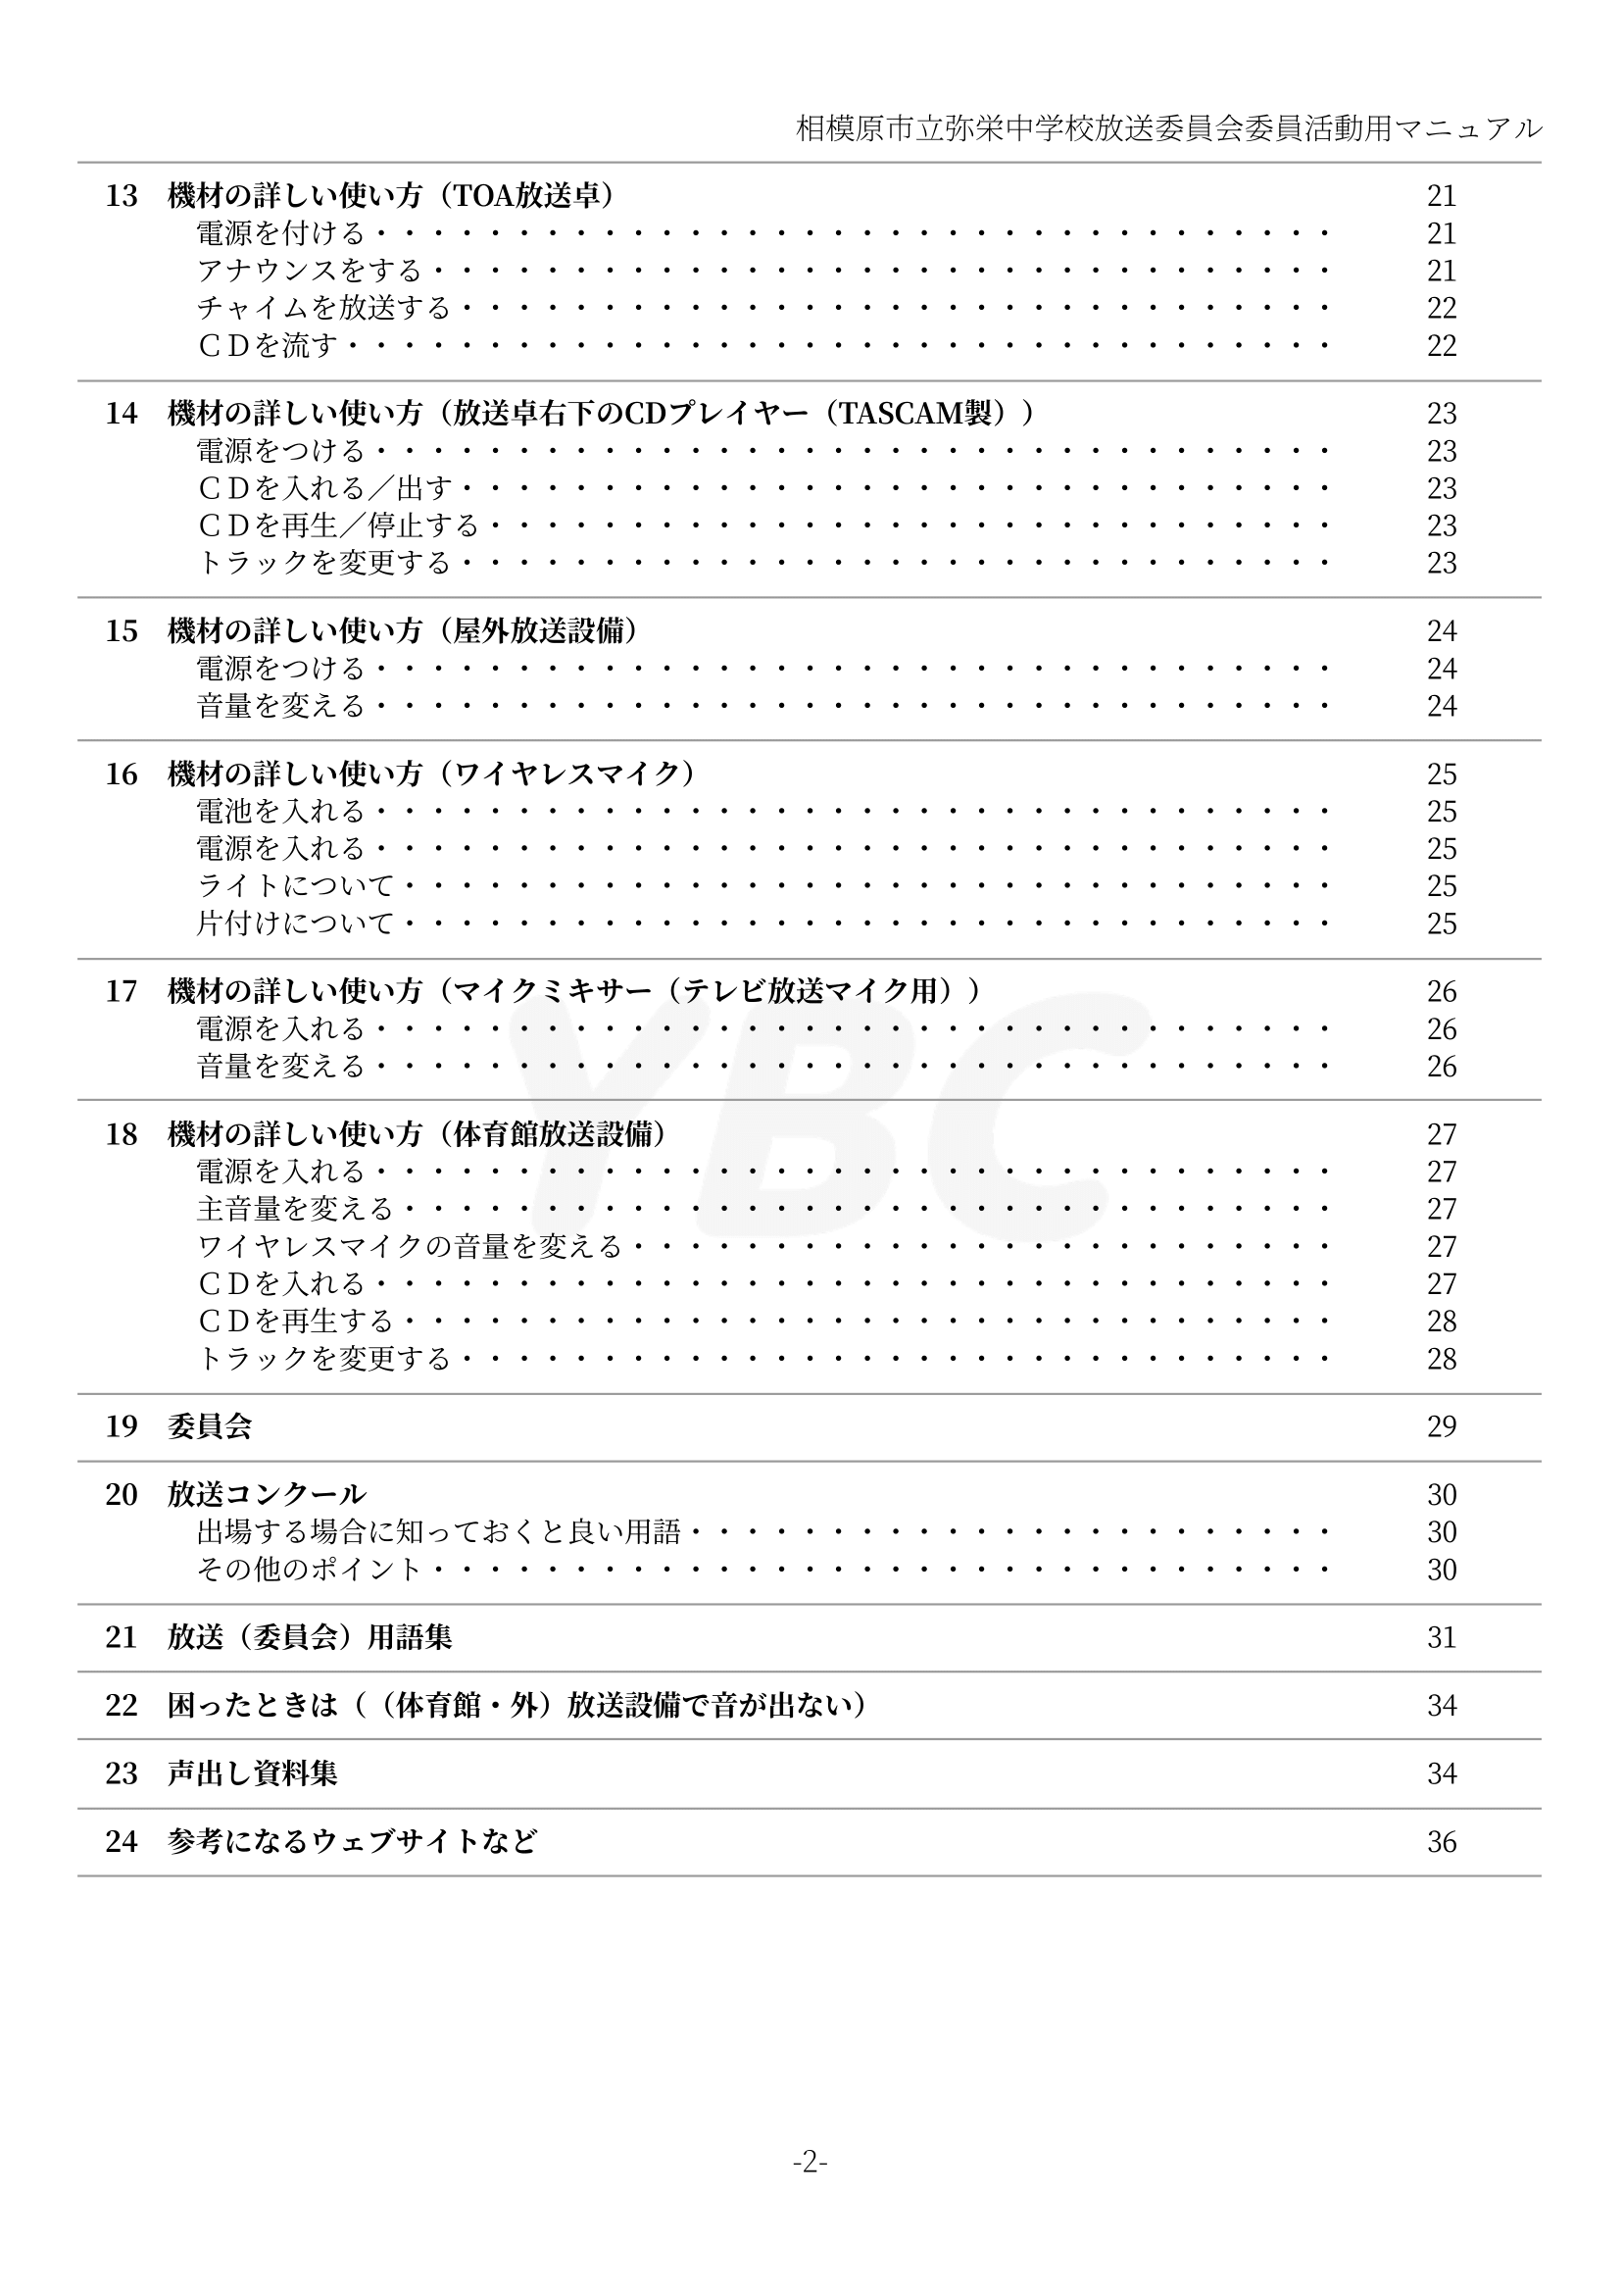 相模原市立弥栄中学校放送委員会委員活動用マニュアル
13 機材の詳しい使い方（TOA放送卓） 21
電源を付ける・・・・・・・・・・・・・・・・・・・・・・・・・・・・・・・・・・ 21
アナウンスをする・・・・・・・・・・・・・・・・・・・・・・・・・・・・・・・・ 21
チャイムを放送する・・・・・・・・・・・・・・・・・・・・・・・・・・・・・・・ 22
ＣＤを流す・・・・・・・・・・・・・・・・・・・・・・・・・・・・・・・・・・・ 22
14 機材の詳しい使い方（放送卓右下のCDプレイヤー（TASCAM製）） 23
電源をつける・・・・・・・・・・・・・・・・・・・・・・・・・・・・・・・・・・ 23
ＣＤを入れる／出す・・・・・・・・・・・・・・・・・・・・・・・・・・・・・・・ 23
ＣＤを再生／停止する・・・・・・・・・・・・・・・・・・・・・・・・・・・・・・ 23
トラックを変更する・・・・・・・・・・・・・・・・・・・・・・・・・・・・・・・ 23
15 機材の詳しい使い方（屋外放送設備） 24
電源をつける・・・・・・・・・・・・・・・・・・・・・・・・・・・・・・・・・・ 24
音量を変える・・・・・・・・・・・・・・・・・・・・・・・・・・・・・・・・・・ 24
16 機材の詳しい使い方（ワイヤレスマイク） 25
電池を入れる・・・・・・・・・・・・・・・・・・・・・・・・・・・・・・・・・・ 25
電源を入れる・・・・・・・・・・・・・・・・・・・・・・・・・・・・・・・・・・ 25
ライトについて・・・・・・・・・・・・・・・・・・・・・・・・・・・・・・・・・ 25
片付けについて・・・・・・・・・・・・・・・・・・・・・・・・・・・・・・・・・ 25
17 機材の詳しい使い方（マイクミキサー（テレビ放送マイク用）） 26
電源を入れる・・・・・・・・・・・・・・・・・・・・・・・・・・・・・・・・・・ 26
音量を変える・・・・・・・・・・・・・・・・・・・・・・・・・・・・・・・・・・ 26
YBC
18 機材の詳しい使い方（体育館放送設備） 27
電源を入れる・・・・・・・・・・・・・・・・・・・・・・・・・・・・・・・・・・ 27
主音量を変える・・・・・・・・・・・・・・・・・・・・・・・・・・・・・・・・・ 27
ワイヤレスマイクの音量を変える・・・・・・・・・・・・・・・・・・・・・・・・・ 27
ＣＤを入れる・・・・・・・・・・・・・・・・・・・・・・・・・・・・・・・・・・ 27
ＣＤを再生する・・・・・・・・・・・・・・・・・・・・・・・・・・・・・・・・・ 28
トラックを変更する・・・・・・・・・・・・・・・・・・・・・・・・・・・・・・・ 28
19 委員会 29
20 放送コンクール 30
出場する場合に知っておくと良い用語・・・・・・・・・・・・・・・・・・・・・・・ 30
その他のポイント・・・・・・・・・・・・・・・・・・・・・・・・・・・・・・・・ 30
21 放送（委員会）用語集 31
22 困ったときは（（体育館・外）放送設備で音が出ない） 34
23 声出し資料集 34
24 参考になるウェブサイトなど 36
-2-